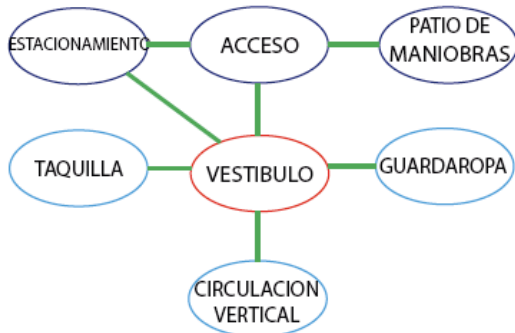 ESTACIONAMIENTO
ACCESO
PATIO DE
MANIOBRAS
TAQUILLA
VESTIBULO
GUARDAROPA
CIRCULACION
VERTICAL